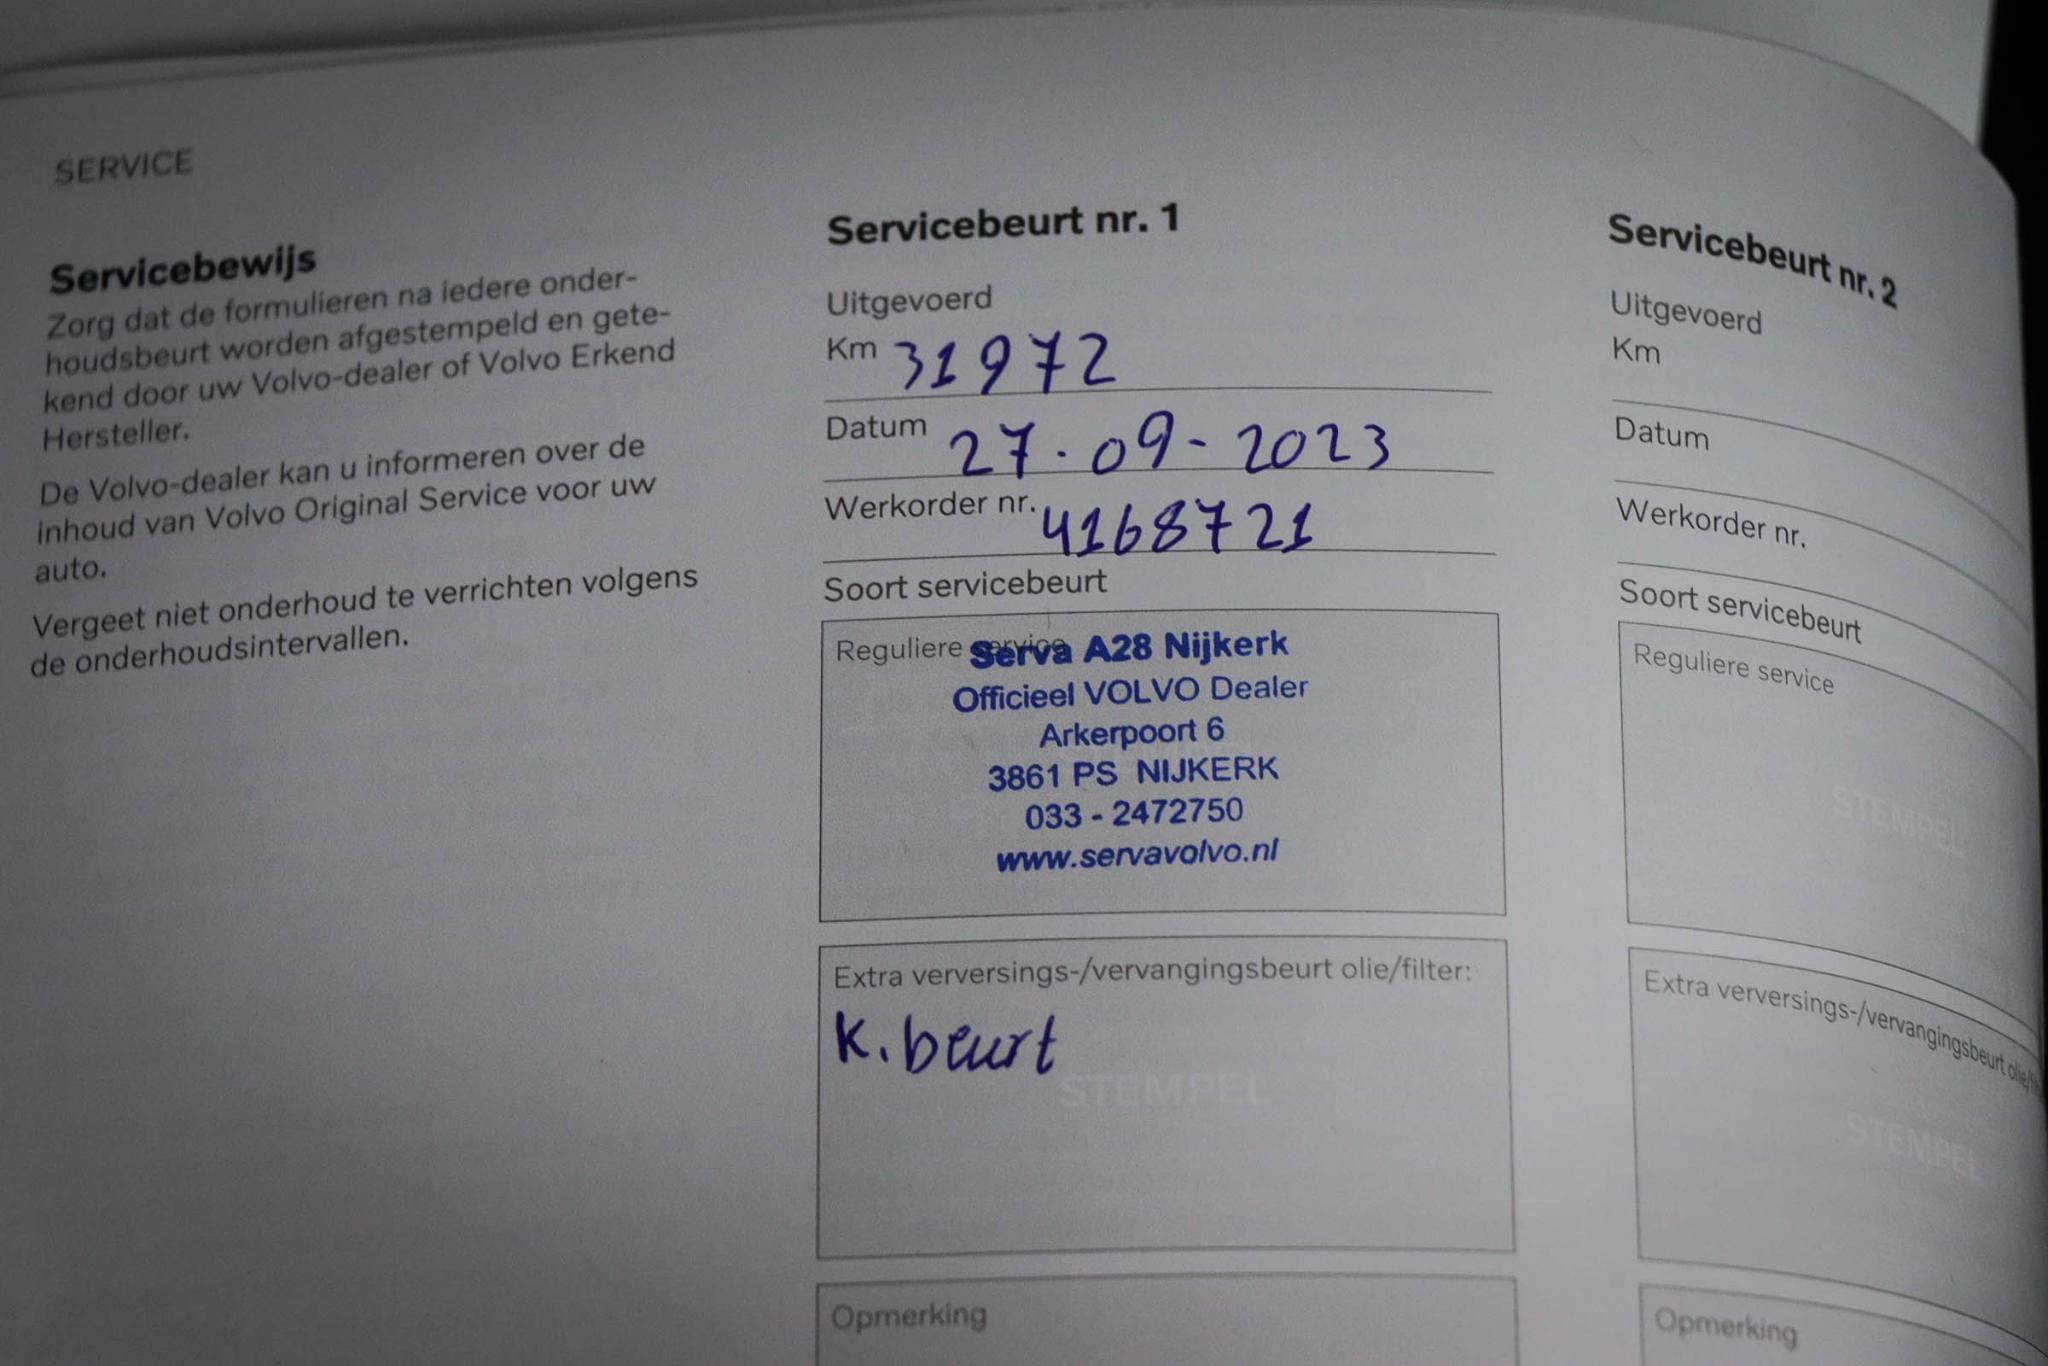 SERVICE
Servicebewijs
Zorg dat de formulieren na iedere onder-
houdsbeurt worden afgestempeld en gete-
kend door uw Volvo-dealer of Volvo Erkend
Hersteller.
De Volvo-dealer kan u informeren over de
inhoud van Volvo Original Service voor uw
auto.
Vergeet niet onderhoud te verrichten volgens
de onderhoudsintervallen.
Servicebeurt nr. 1
Uitgevoerd
Km 31972
Datum 27.09-2023
Werkorder nr. 4168721
Soort servicebeurt
Reguliere service
Serva A28 Nijkerk
Officieel VOLVO Dealer
Arkerpoort 6
3861 PS NIJKERK
033 - 2472750
www.servavolvo.nl
Extra verversings-/vervangingsbeurt olie/filter:
K. beurt
STEMPEL
Opmerking
Servicebeurt nr. 2
Uitgevoerd
Km
Datum
Werkorder nr.
Soort servicebeurt
Reguliere service
STEMPEL
Extra verversings-/vervangingsbeurt
STEMPEL
Opmerking